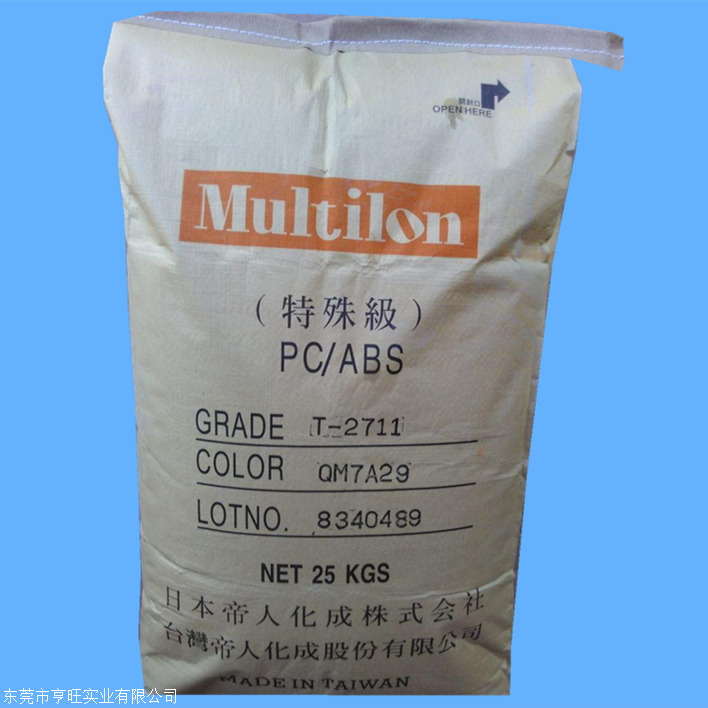 開封口
OPEN HERE
Multilon
(特殊級)
PC/ABS
GRADE T-2711
COLOR QM7A29
LOTNO. 8340489
NET 25 KGS
日本帝人化成株式会社
台灣帝人化成股份有限公司
MADE IN TAIWAN
东莞市亨旺实业有限公司